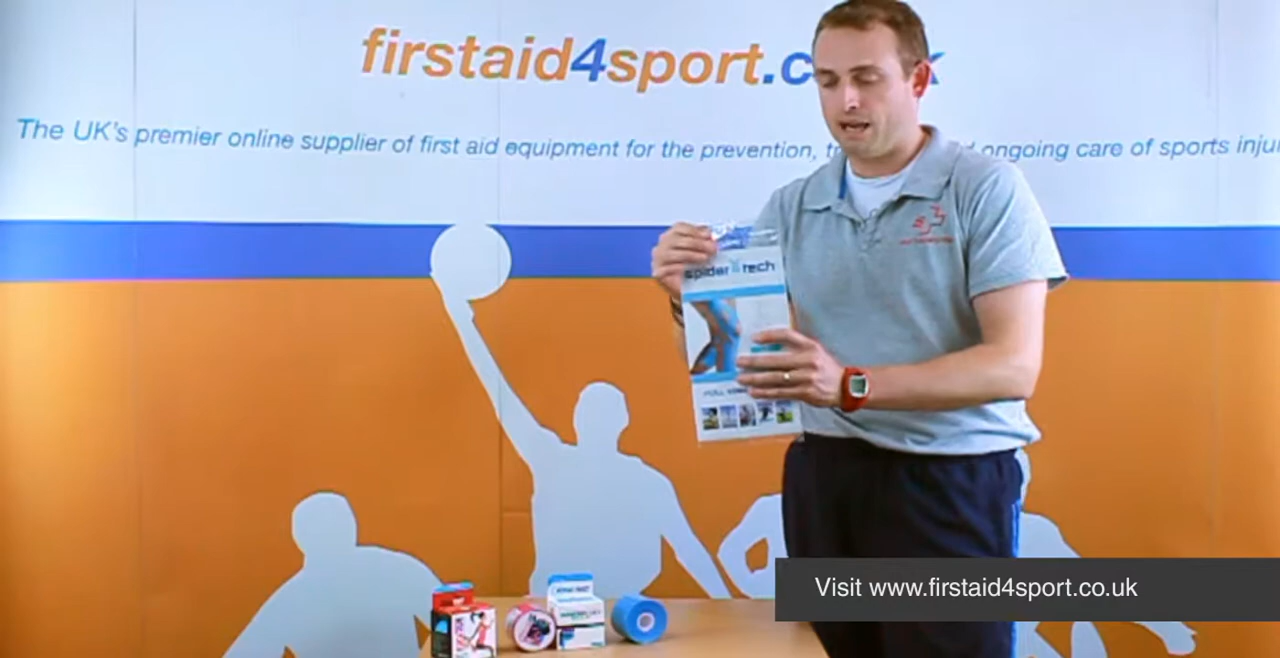 firstaid4sport.c k
The UK's premier online supplier of first aid equipment for the prevention, ongoing care of sports
spider tech
Visit www.firstaid4sport.co.uk